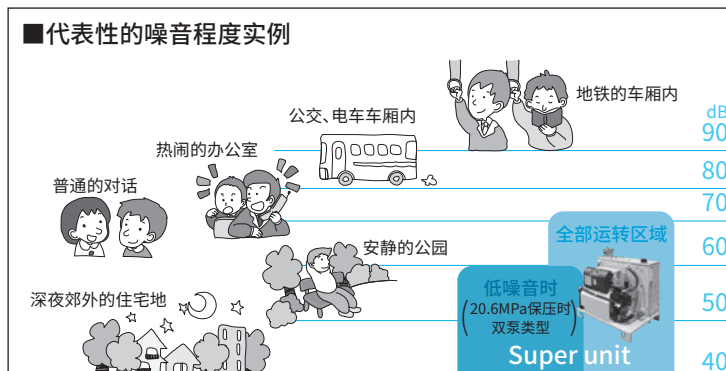 ■代表性的噪音程度实例
地铁的车厢内
公交、电车车厢内
dB
90
热闹的办公室
80
普通的对话
70
全部运转区域
60
安静的公园
低噪音时
(20.6MPa保压时)
双泵类型
深夜郊外的住宅地
50
Super unit
40